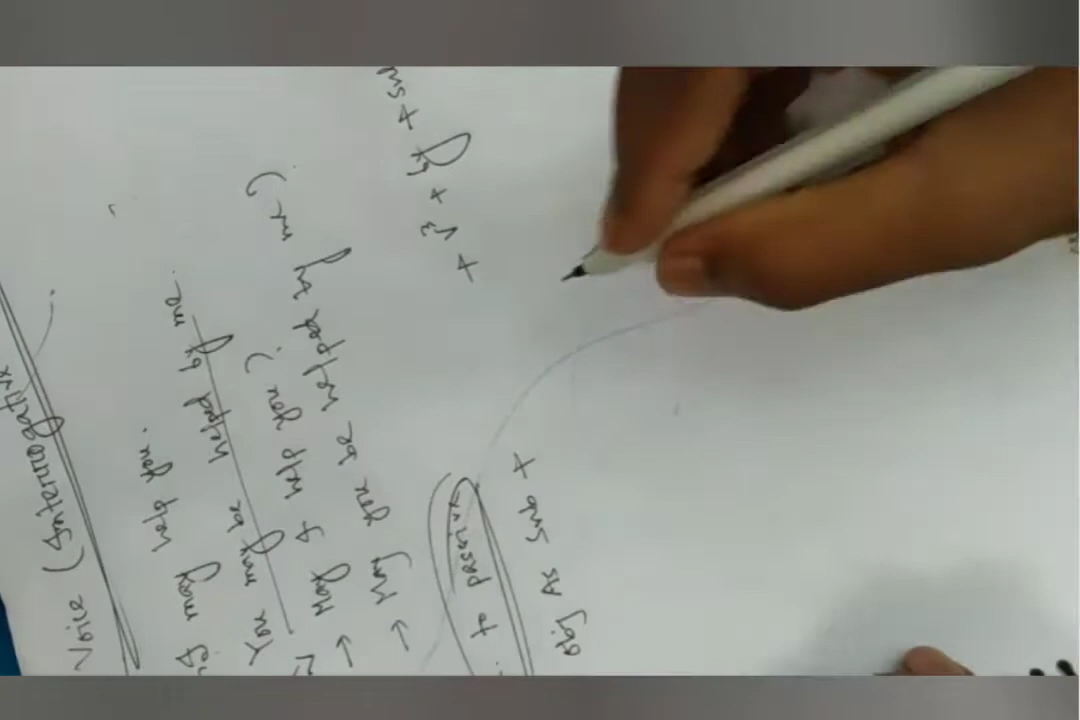 Voice (Interrogative
I may help you.
You may be helped by me.
→ May I help you?
→ May you be helped by me?
to passive
+ V3 + by + sub
obj As sub +